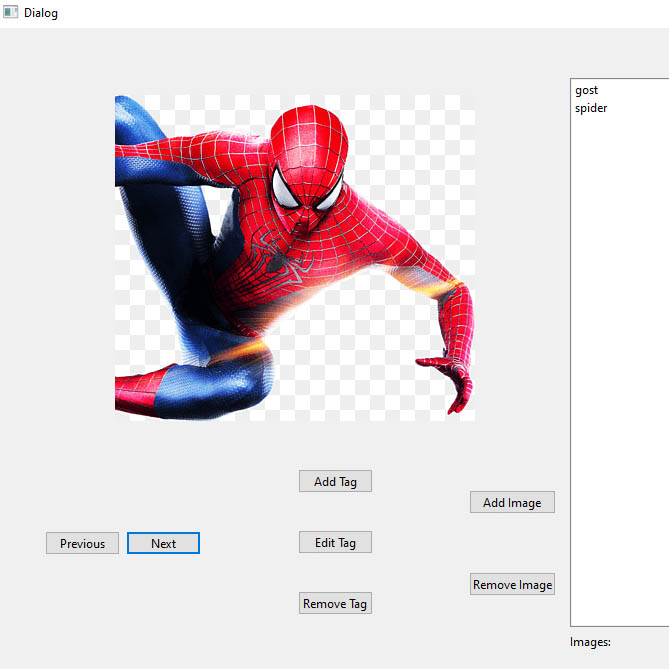 Dialog
gost
spider
Add Tag
Add Image
Previous
Next
Edit Tag
Remove Image
Remove Tag
Images: